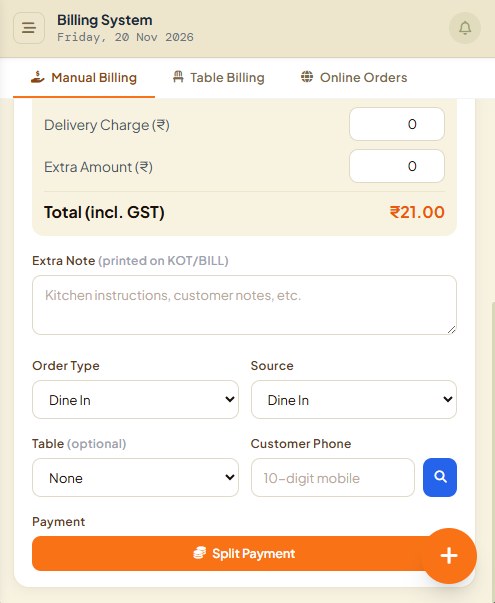 Billing System
Friday, 20 Nov 2026
Manual Billing
Table Billing
Online Orders
Delivery Charge (₹)
0
Extra Amount (₹)
0
Total (incl. GST)
₹21.00
Extra Note (printed on KOT/BILL)
Kitchen instructions, customer notes, etc.
Order Type
Source
Dine In
Dine In
Table (optional)
Customer Phone
None
10-digit mobile
Payment
Split Payment